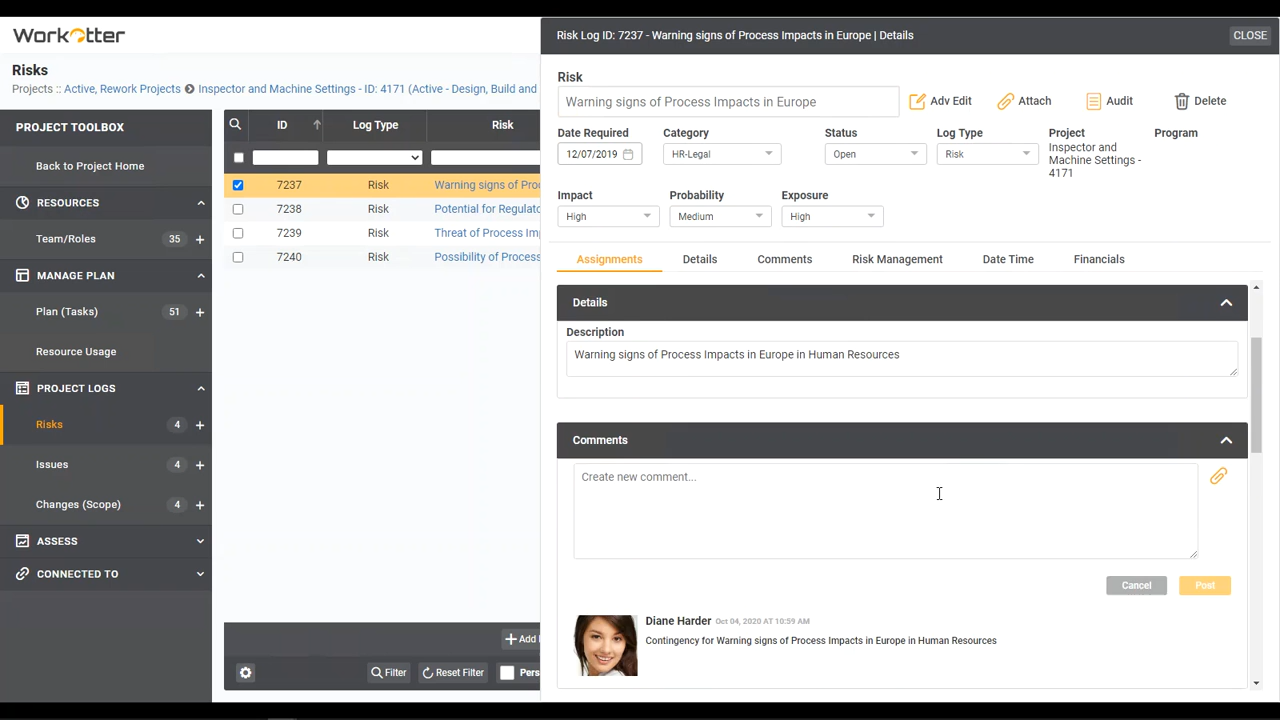 Workotter
Risk Log ID: 7237 - Warning signs of Process Impacts in Europe | Details
CLOSE
Risks
Projects :: Active, Rework Projects
Inspector and Machine Settings - ID: 4171 (Active - Design, Build and
PROJECT TOOLBOX
Back to Project Home
RESOURCES
Team/Roles 35 +
MANAGE PLAN
Plan (Tasks) 51 +
Resource Usage
PROJECT LOGS
Risks 4 +
Issues 4 +
Changes (Scope) 4 +
ASSESS
CONNECTED TO
ID Log Type Risk
7237 Risk Warning signs of Pro
7238 Risk Potential for Regulato
7239 Risk Threat of Process Im
7240 Risk Possibility of Process
+ Add
Filter Reset Filter Pers
Risk
Warning signs of Process Impacts in Europe
Adv Edit Attach Audit Delete
Date Required Category Status Log Type Project Program
12/07/2019 HR-Legal Open Risk Inspector and
Machine Settings -
4171
Impact Probability Exposure
High Medium High
Assignments Details Comments Risk Management Date Time Financials
Details
Description
Warning signs of Process Impacts in Europe in Human Resources
Comments
Create new comment...
Cancel Post
Diane Harder Oct 04, 2020 AT 10:59 AM
Contingency for Warning signs of Process Impacts in Europe in Human Resources